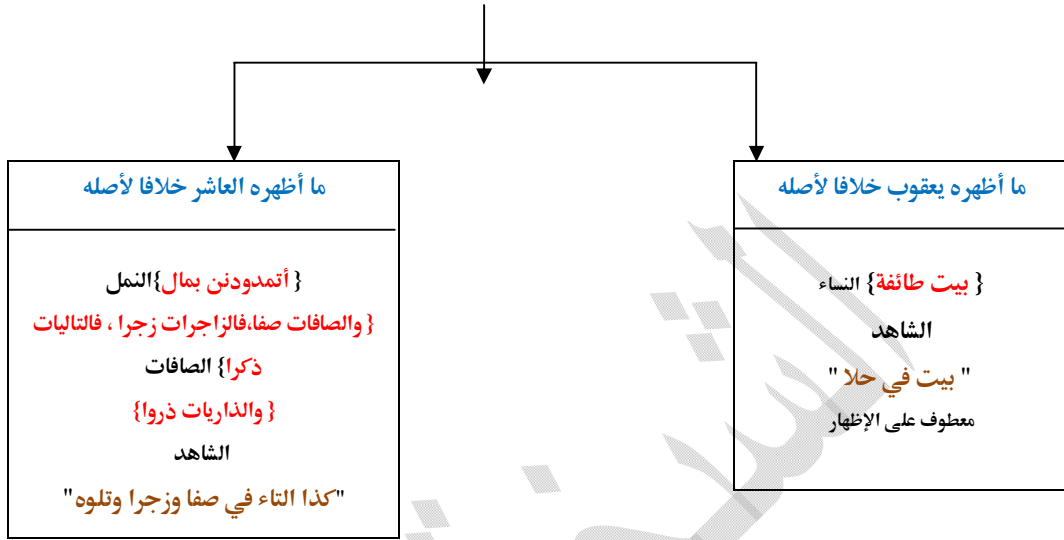 ما أظهره يعقوب خلافا لأصله
{ بيت طائفة} النساء
الشاهد
" بيت في حلا "
معطوف على الإظهار
ما أظهره العاشر خلافا لأصله
{ أتمدودنن بمال}النمل
{ والصافات صفا،فالزاجرات زجرا ، فالتاليات
ذكرا} الصافات
{ والذاريات ذروا}
الشاهد
"كذا التاء في صفا وزجرا وتلوه"